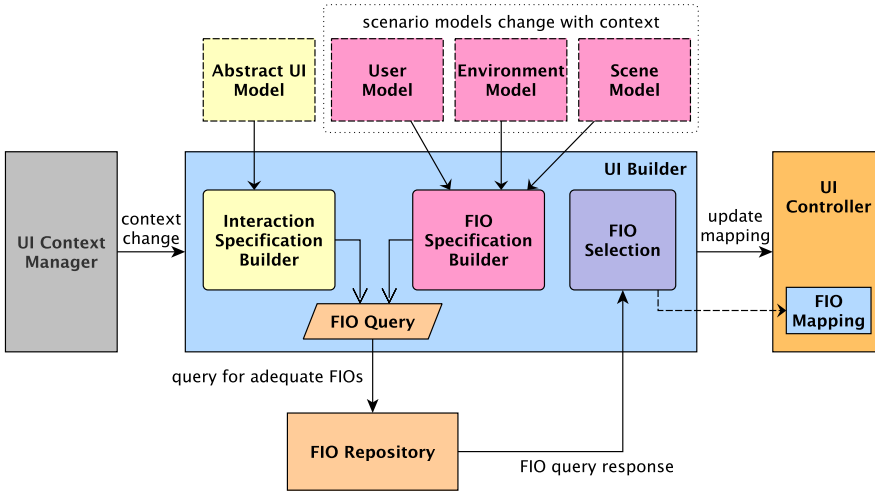 scenario models change with context
Abstract UI
Model
User
Model
Environment
Model
Scene
Model
UI Context
Manager
context
change
UI Builder
Interaction
Specification
Builder
FIO
Specification
Builder
FIO
Selection
update
mapping
UI
Controller
FIO
Mapping
FIO Query
query for adequate FIOs
FIO Repository
FIO query response